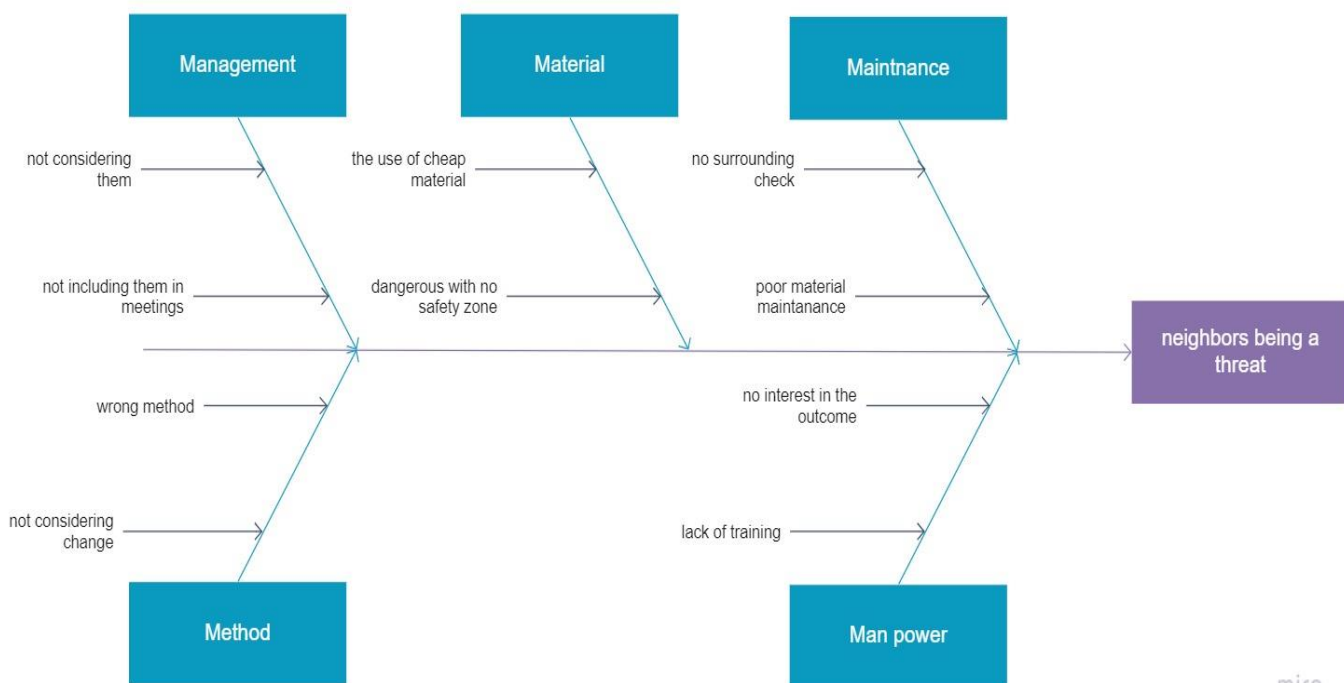 Management
Material
Maintnance
not considering
them
the use of cheap
material
no surrounding
check
not including them in
meetings
dangerous with no
safety zone
poor material
maintanance
neighbors being a
threat
wrong method
no interest in the
outcome
not considering
change
lack of training
Method
Man power